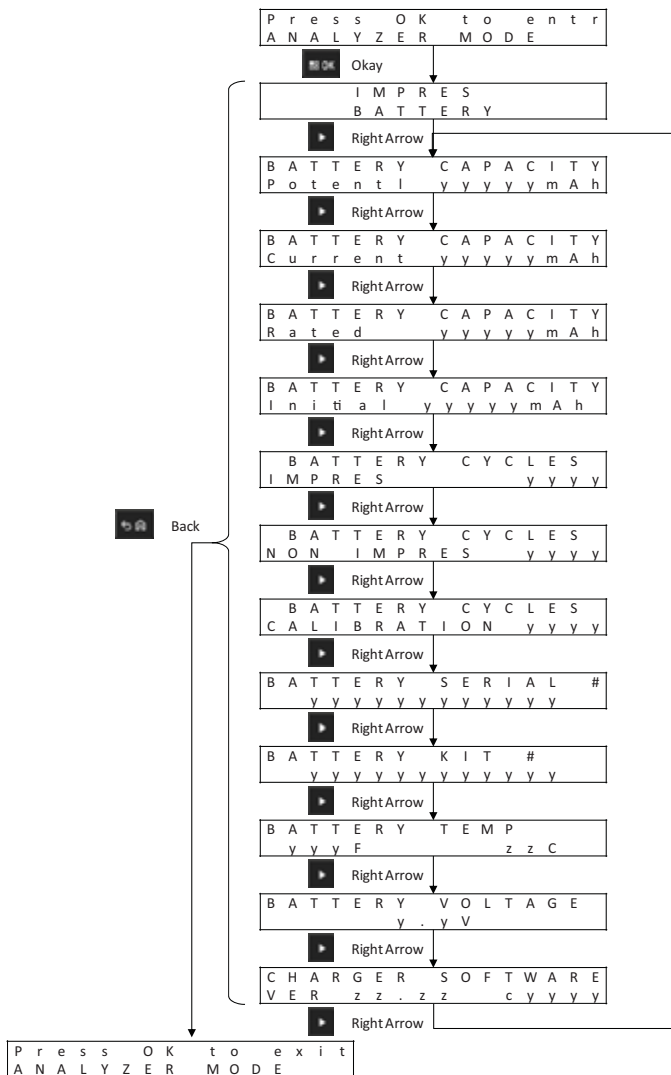 Press OK to entr
ANALYZER MODE
OK Okay
IMPRES
BATTERY
Right Arrow
BATTERY CAPACITY
Potentl yyyyymAh
Right Arrow
BATTERY CAPACITY
Current yyyyymAh
Right Arrow
BATTERY CAPACITY
Rated yyyyymAh
Right Arrow
BATTERY CAPACITY
Initial yyyyymAh
Right Arrow
BATTERY CYCLES
IMPRES yyyy
Right Arrow
Back
BATTERY CYCLES
NON IMPRES yyyy
Right Arrow
BATTERY CYCLES
CALIBRATION yyyy
Right Arrow
BATTERY SERIAL #
yyyyyyyyyyyy
Right Arrow
BATTERY KIT #
yyyyyyyyyyyy
Right Arrow
BATTERY TEMP
yyyF zzC
Right Arrow
BATTERY VOLTAGE
y.yV
Right Arrow
CHARGER SOFTWARE
VER zz.zz cyyyy
Right Arrow
Press OK to exit
ANALYZER MODE